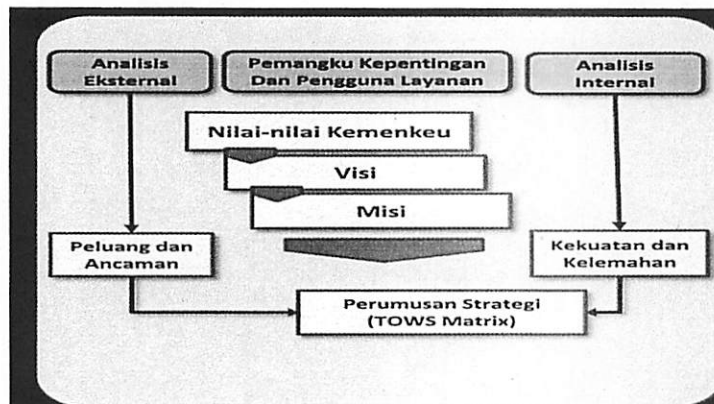 Analisis
Eksternal
Pemangku Kepentingan
Dan Pengguna Layanan
Analisis
Internal
Nilai-nilai Kemenkeu
Visi
Misi
Peluang dan
Ancaman
Kekuatan dan
Kelemahan
Perumusan Strategi
(TOWS Matrix)